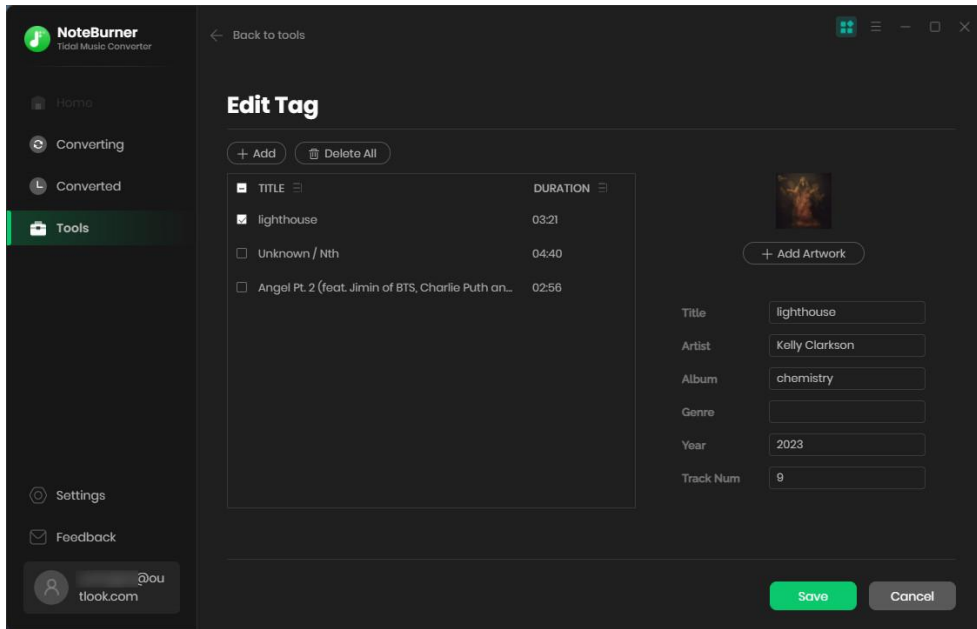 NoteBurner
Tidal Music Converter
Back to tools
Home
Converting
Converted
Tools
Edit Tag
+ Add
Delete All
TITLE DURATION
lighthouse 03:21
Unknown / Nth 04:40
Angel Pt. 2 (feat. Jimin of BTS, Charlie Puth an... 02:56
+ Add Artwork
Title lighthouse
Artist Kelly Clarkson
Album chemistry
Genre
Year 2023
Track Num 9
Settings
Feedback
@ou
tlook.com
Save
Cancel